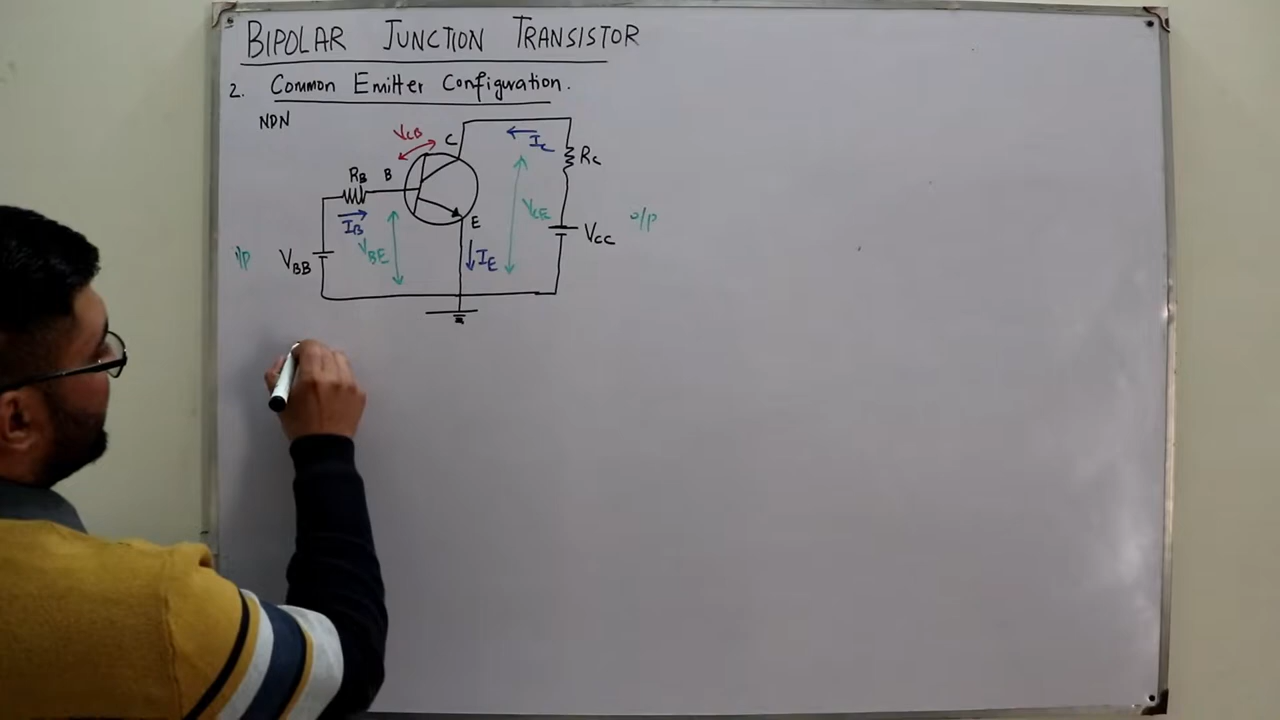 BIPOLAR JUNCTION TRANSISTOR
2. Common Emitter Configuration.
NPN
VCB
C
IC
RC
RB
B
IB
VBE
E
IE
VCE
VCC
o/p
i/p
VBB